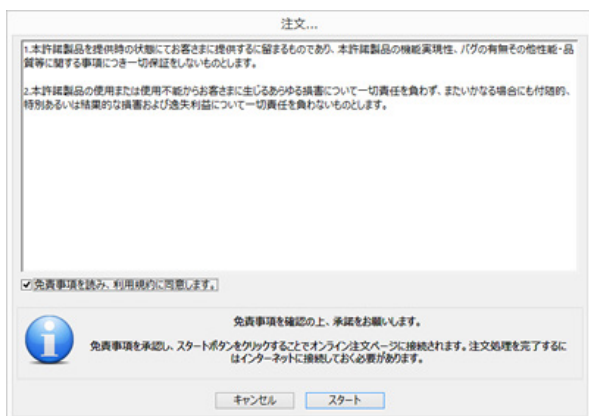 注文...
1.本許諾製品を提供時の状態にてお客さまに提供するに留まるものであり、本許諾製品の機能実現性、バグの有無その他性能・品
質等に関する事項につき一切保証をしないものとします。
2.本許諾製品の使用または使用不能からお客さまに生じるあらゆる損害について一切責任を負わず、またいかなる場合にも付随的、
特別あるいは結果的な損害および逸失利益について一切責任を負わないものとします。
免責事項を読み、利用規約に同意します。
免責事項を確認の上、承諾をお願いします。
免責事項を承認し、スタートボタンをクリックすることでオンライン注文ページに接続されます。注文処理を完了するに
はインターネットに接続しておく必要があります。
キャンセル
スタート